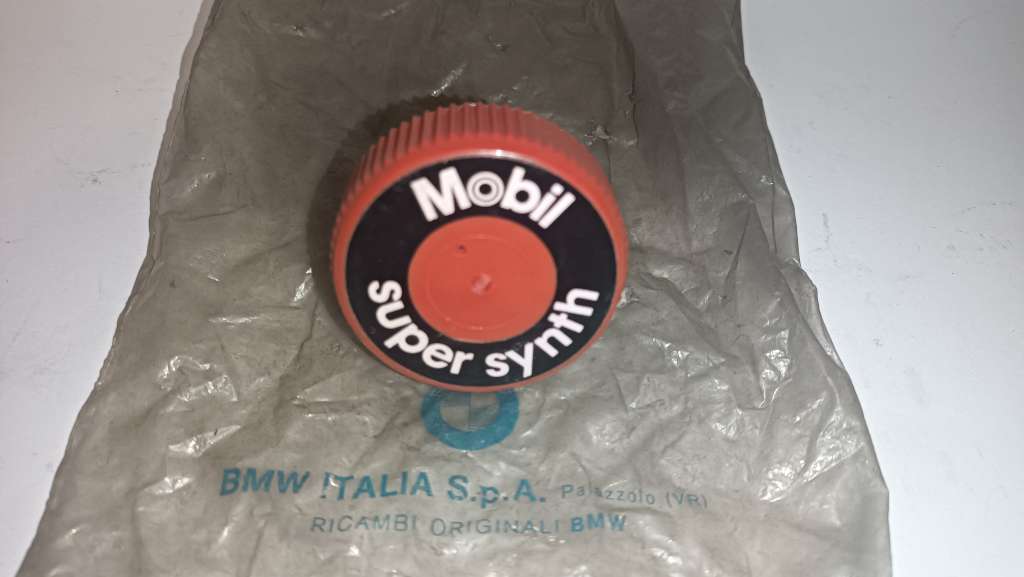 Mobil
super synth
BMW ITALIA S.p.A. Palazzolo (VR)
RICAMBI ORIGINALI BMW